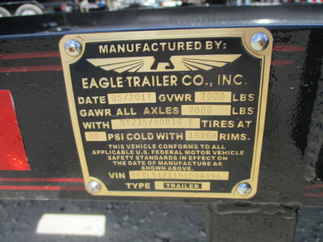 MANUFACTURED BY:
EAGLE TRAILER CO., INC.
DATE GVWR LBS
GAWR ALL AXLES LBS
WITH TIRES AT
PSI COLD WITH RIMS.
THIS VEHICLE CONFORMS TO ALL
APPLICABLE U.S. FEDERAL MOTOR VEHICLE
SAFETY STANDARDS IN EFFECT ON
THE DATE OF MANUFACTURE AS
SHOWN ABOVE.
VIN
TYPE TRAILER